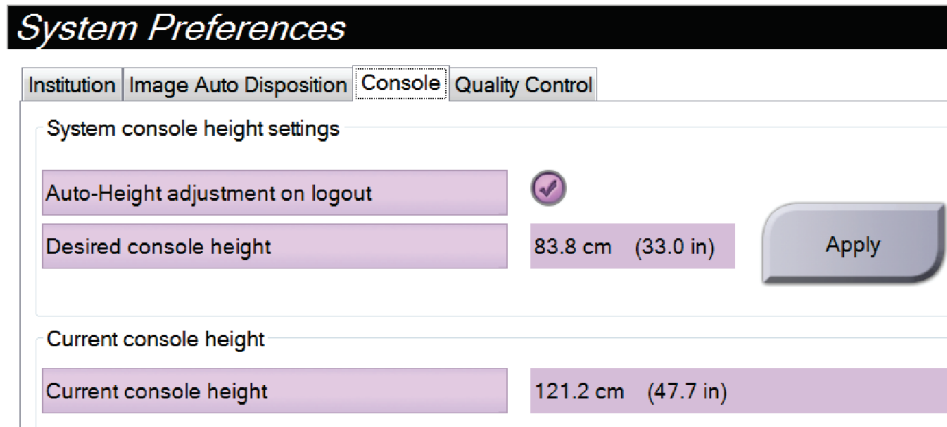 System Preferences
Institution Image Auto Disposition Console Quality Control
System console height settings
Auto-Height adjustment on logout
Desired console height 83.8 cm (33.0 in) Apply
Current console height
Current console height 121.2 cm (47.7 in)